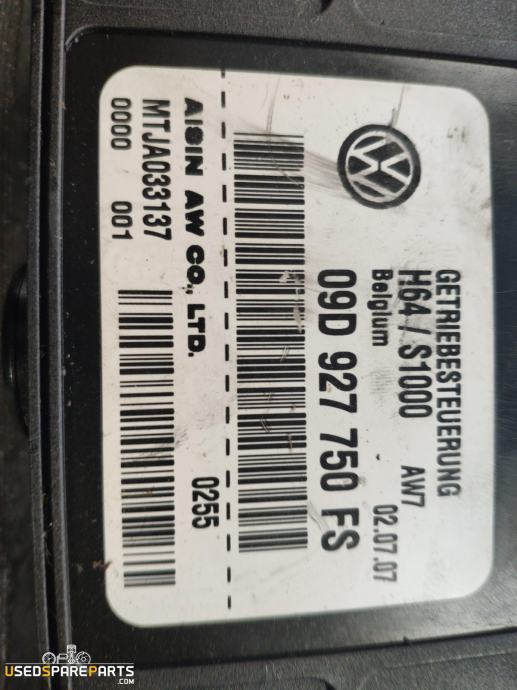 GETRIEBESTEUERUNG
H64 / S1000 AW7
Belgium 02.07.07
09D 927 750 FS
AISIN AW CO., LTD. 0255
MTJA033137
0000 001
USEDSPAREPARTS
.COM